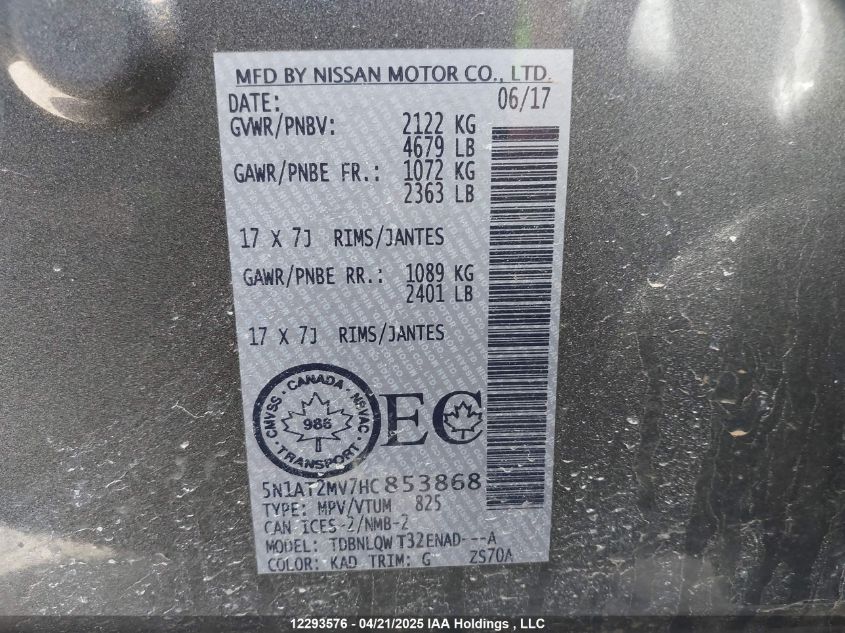 MFD BY NISSAN MOTOR CO., LTD.
DATE: 06/17
GVWR/PNBV: 2122 KG
4679 LB
GAWR/PNBE FR.: 1072 KG
2363 LB
17 X 7J RIMS/JANTES
GAWR/PNBE RR.: 1089 KG
2401 LB
17 X 7J RIMS/JANTES
CANADA · NSVAC · TRANSPORT · CMVSS
986
EC
5N1AT2MV7HC853868
TYPE: MPV/VTUM 825
CAN ICES-2/NMB-2
MODEL: TDBNLQW T32ENAD---A
COLOR: KAD TRIM: G ZS70A
12293576 - 04/21/2025 - IAA Holdings , LLC